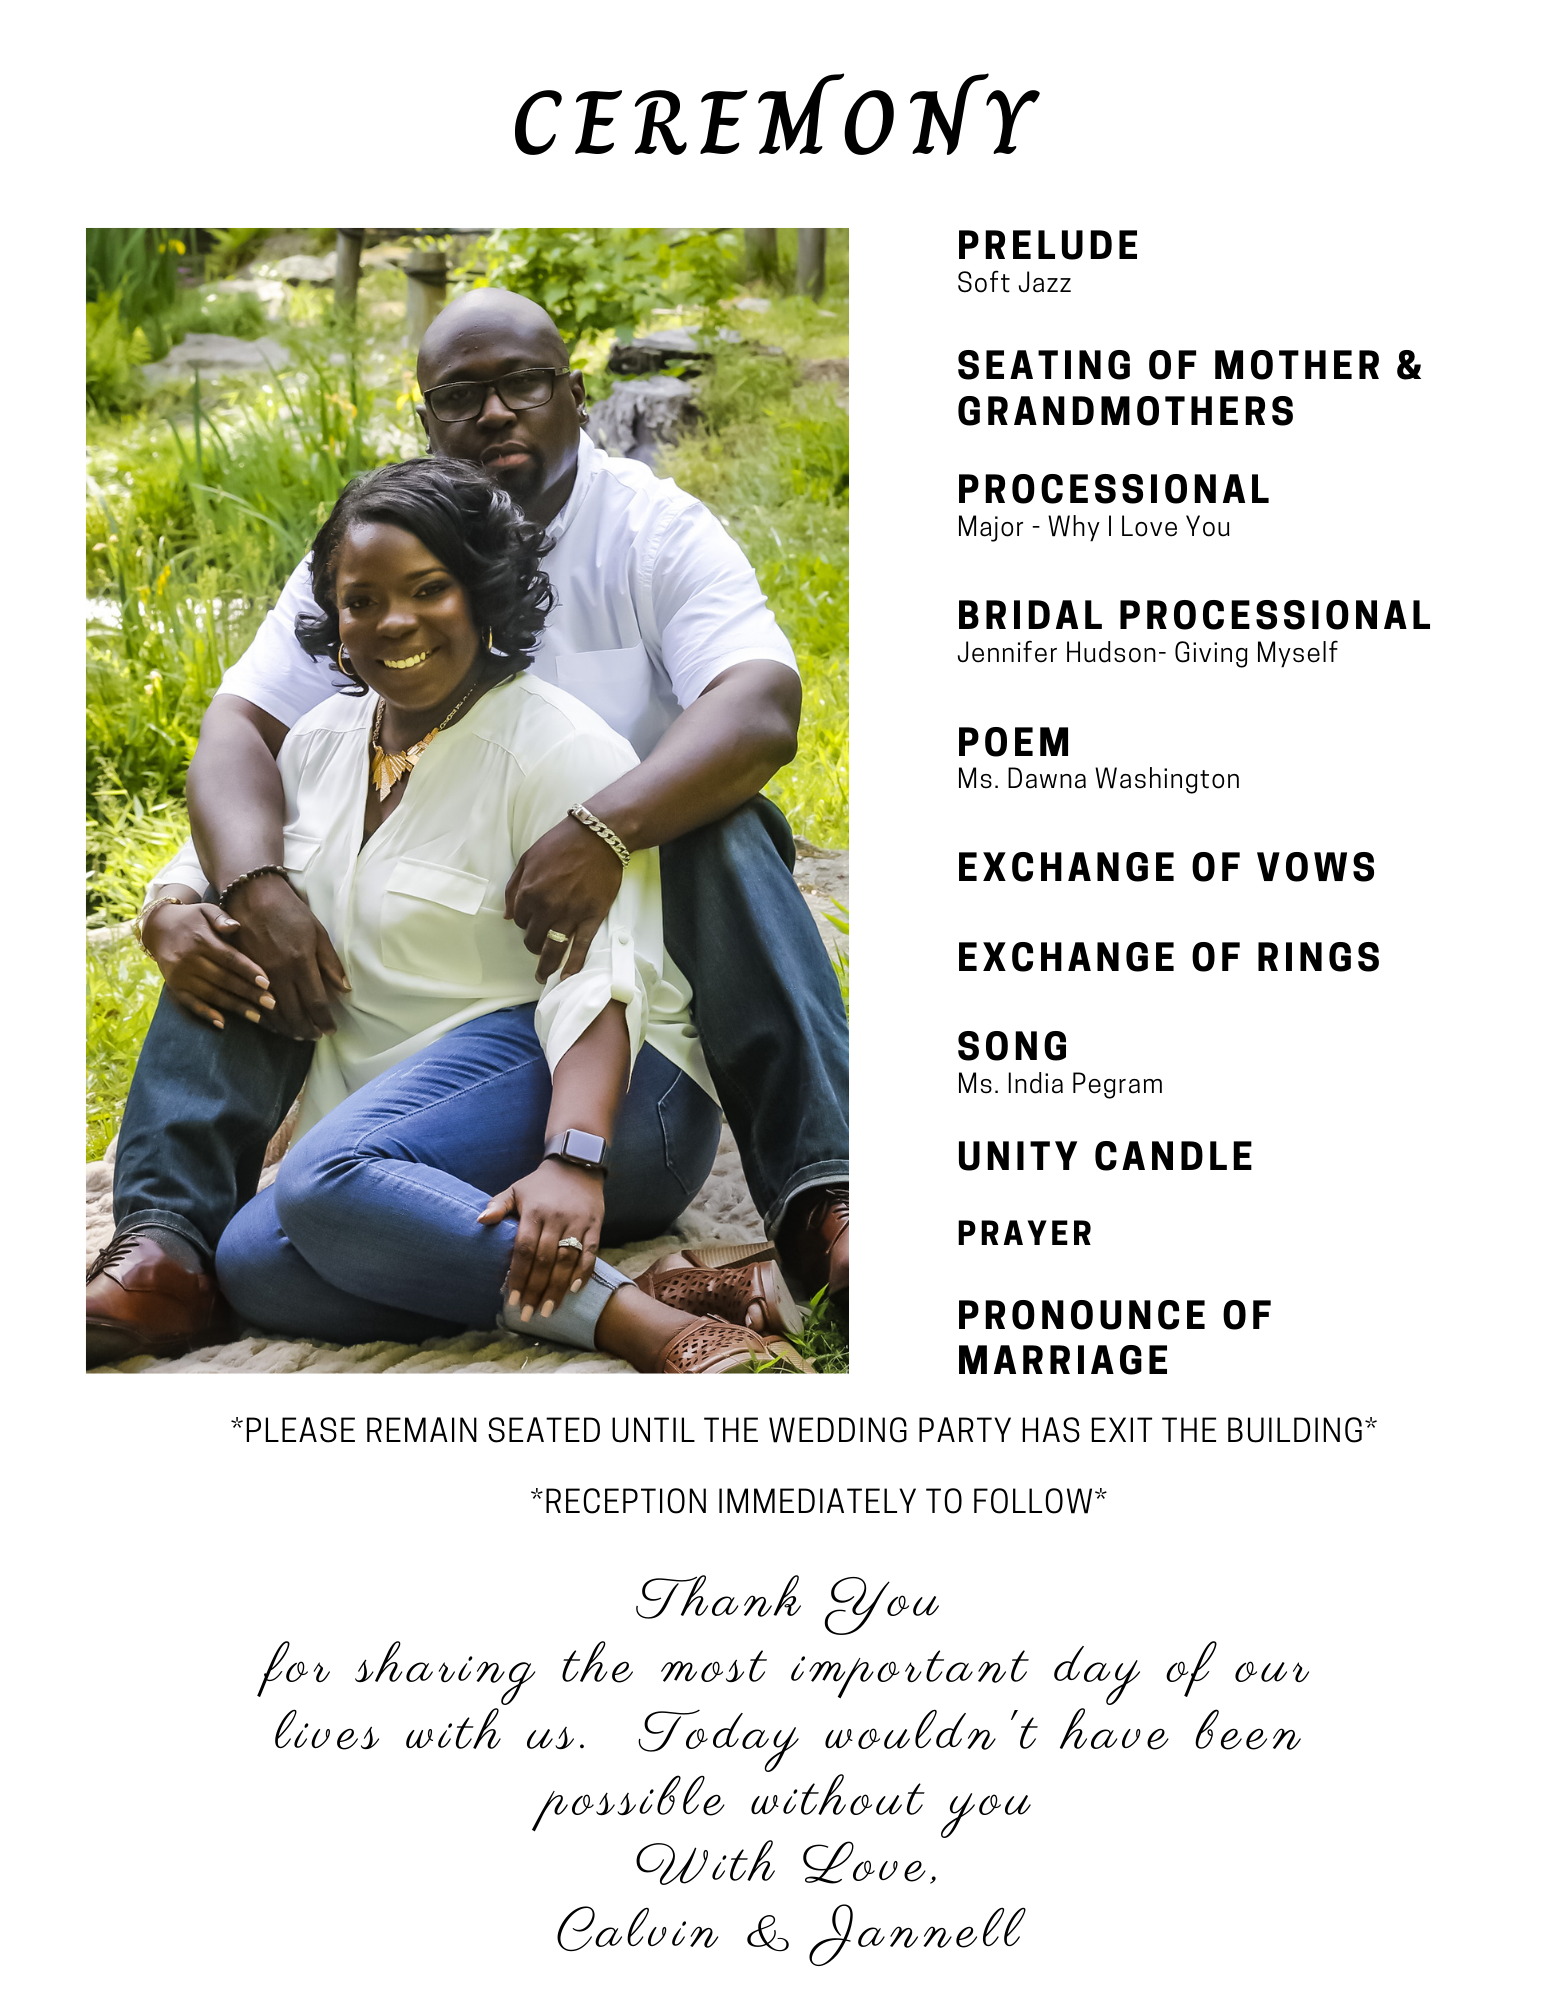 CEREMONY
PRELUDE
Soft Jazz
SEATING OF MOTHER &
GRANDMOTHERS
PROCESSIONAL
Major - Why I Love You
BRIDAL PROCESSIONAL
Jennifer Hudson- Giving Myself
POEM
Ms. Dawna Washington
EXCHANGE OF VOWS
EXCHANGE OF RINGS
SONG
Ms. India Pegram
UNITY CANDLE
PRAYER
PRONOUNCE OF
MARRIAGE
*PLEASE REMAIN SEATED UNTIL THE WEDDING PARTY HAS EXIT THE BUILDING*
*RECEPTION IMMEDIATELY TO FOLLOW*
Thank You
for sharing the most important day of our
lives with us. Today wouldn't have been
possible without you
With Love,
Calvin & Jannell